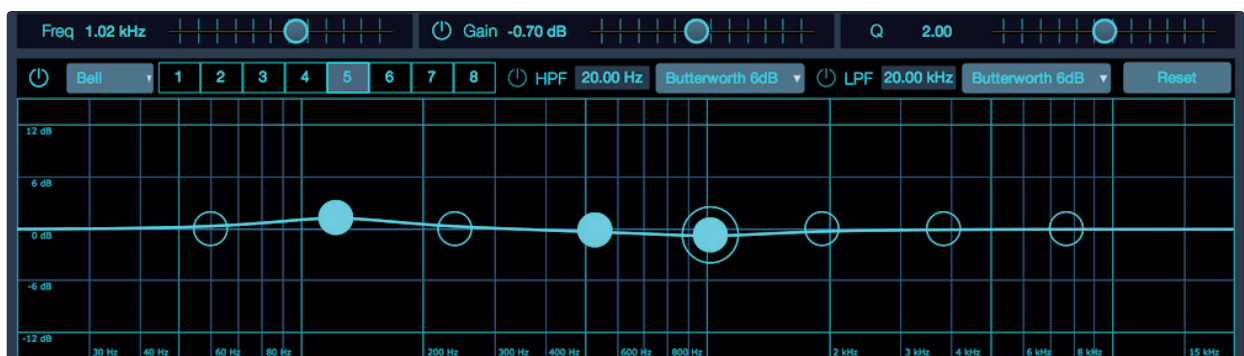 Freq 1.02 kHz Gain -0.70 dB Q 2.00
Bell 1 2 3 4 5 6 7 8 HPF 20.00 Hz Butterworth 6dB LPF 20.00 kHz Butterworth 6dB Reset
12 dB
6 dB
0 dB
-6 dB
-12 dB
30 Hz 40 Hz 60 Hz 80 Hz 200 Hz 300 Hz 400 Hz 600 Hz 800 Hz 2 kHz 3 kHz 4 kHz 6 kHz 8 kHz 15 kHz